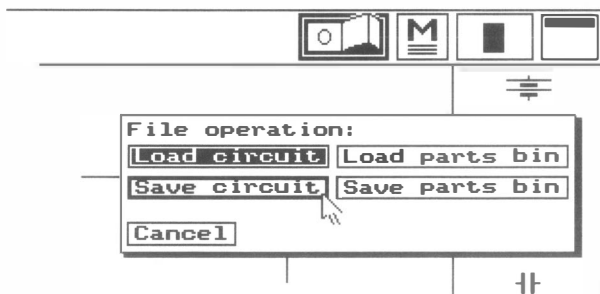 M
File operation:
Load circuit Load parts bin
Save circuit Save parts bin
Cancel